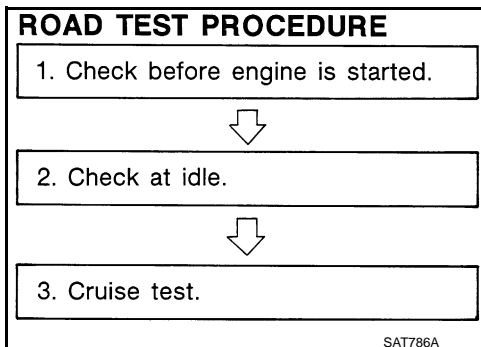 ROAD TEST PROCEDURE
1. Check before engine is started.
2. Check at idle.
3. Cruise test.
SAT786A